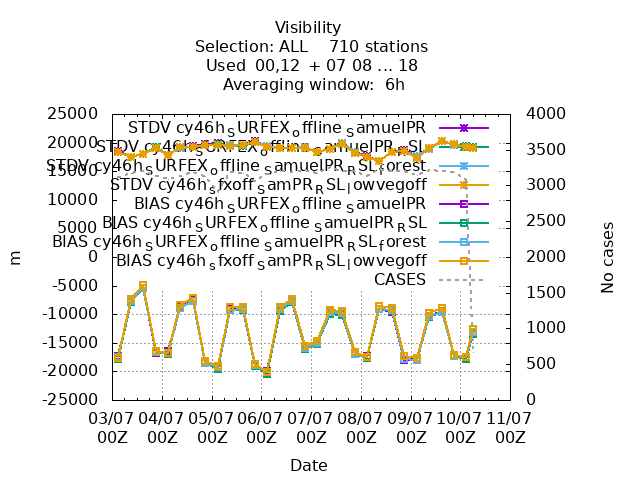 Visibility
Selection: ALL 710 stations
Used 00,12 + 07 08 ... 18
Averaging window: 6h
25000
20000
15000
10000
5000
0
-5000
-10000
-15000
-20000
-25000
m
4000
3500
3000
2500
2000
1500
1000
500
0
No cases
STDV cy46h_SURFEX_offline_SamuelPR
STDV cy46h_SURFEX_offline_SamuelPR_RSL
STDV cy46h_SURFEX_offline_SamuelPR_RSL_forest
STDV cy46h_sfxoff_SamPR_RSL_lowvegoff
BIAS cy46h_SURFEX_offline_SamuelPR
BIAS cy46h_SURFEX_offline_SamuelPR_RSL
BIAS cy46h_SURFEX_offline_SamuelPR_RSL_forest
BIAS cy46h_sfxoff_SamPR_RSL_lowvegoff
CASES
03/07 04/07 05/07 06/07 07/07 08/07 09/07 10/07 11/07
00Z 00Z 00Z 00Z 00Z 00Z 00Z 00Z 00Z
Date